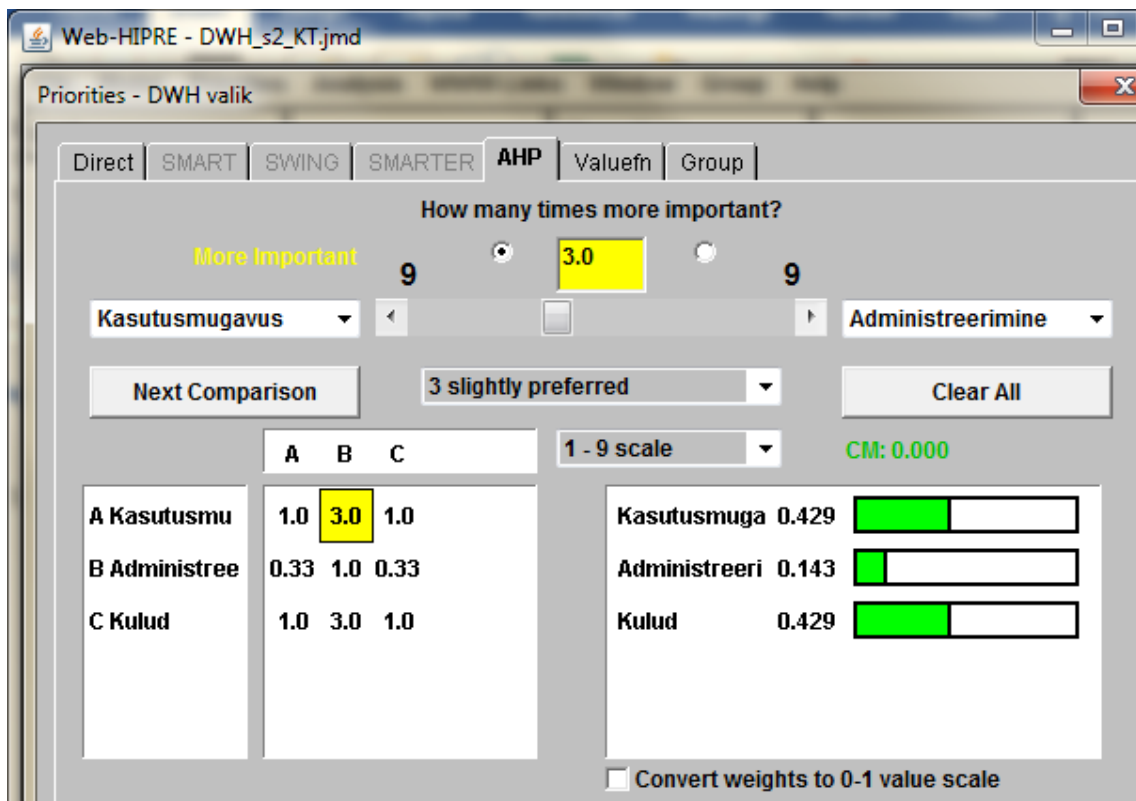 Web-HIPRE - DWH_s2_KT.jmd
Priorities - DWH valik
Direct SMART SWING SMARTER AHP Valuefn Group
How many times more important?
More Important 9 3.0 9
Kasutusmugavus Administreerimine
Next Comparison 3 slightly preferred Clear All
A B C 1 - 9 scale CM: 0.000
A Kasutusmu 1.0 3.0 1.0 Kasutusmuga 0.429
B Administree 0.33 1.0 0.33 Administreeri 0.143
C Kulud 1.0 3.0 1.0 Kulud 0.429
Convert weights to 0-1 value scale